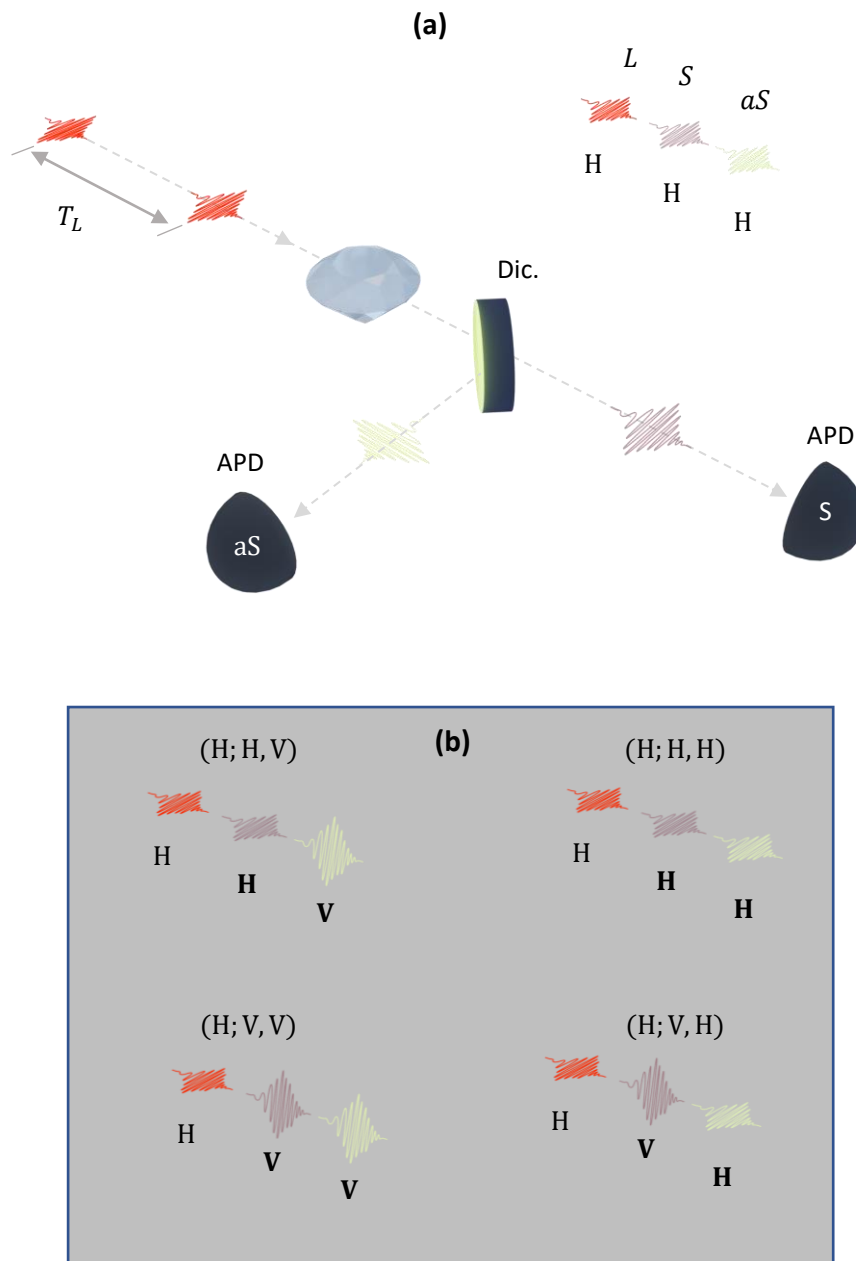 (a)
L
S
aS
H
H
H
T_L
Dic.
APD
aS
APD
S
(b)
(H; H, V)
H
H
V
(H; H, H)
H
H
H
(H; V, V)
H
V
V
(H; V, H)
H
V
H